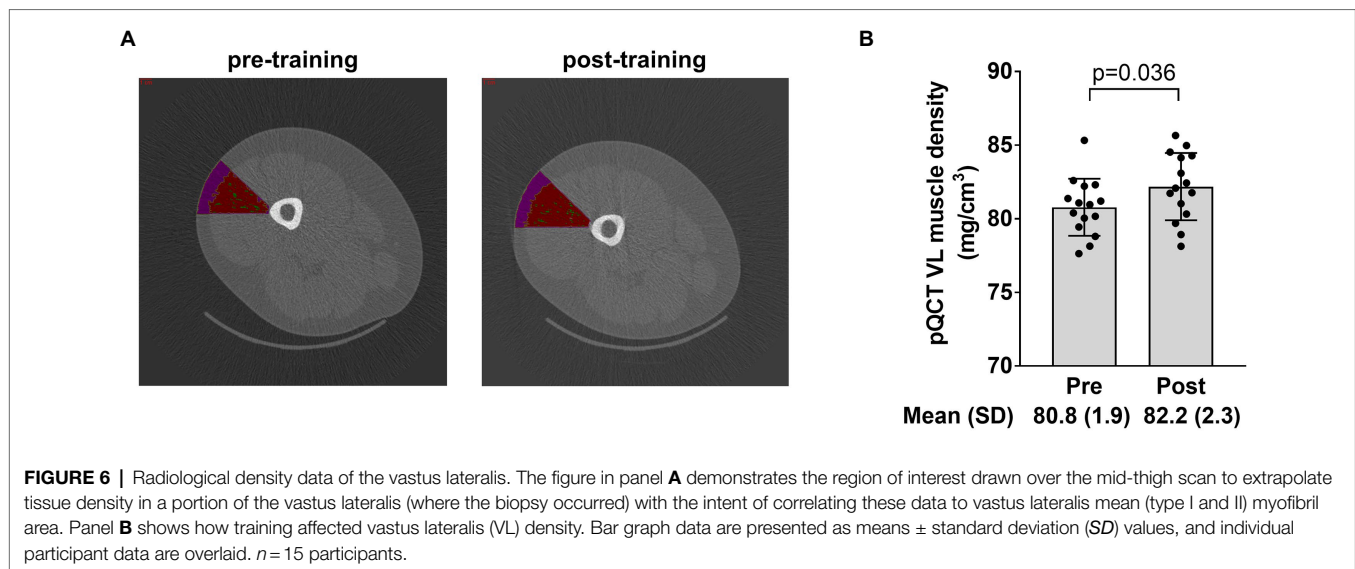 A
pre-training
post-training
B
pQCT VL muscle density
(mg/cm³)
90
85
80
75
70
p=0.036
Pre Post
Mean (SD) 80.8 (1.9) 82.2 (2.3)
FIGURE 6 | Radiological density data of the vastus lateralis. The figure in panel A demonstrates the region of interest drawn over the mid-thigh scan to extrapolate
tissue density in a portion of the vastus lateralis (where the biopsy occurred) with the intent of correlating these data to vastus lateralis mean (type I and II) myofibril
area. Panel B shows how training affected vastus lateralis (VL) density. Bar graph data are presented as means ± standard deviation (SD) values, and individual
participant data are overlaid. n = 15 participants.